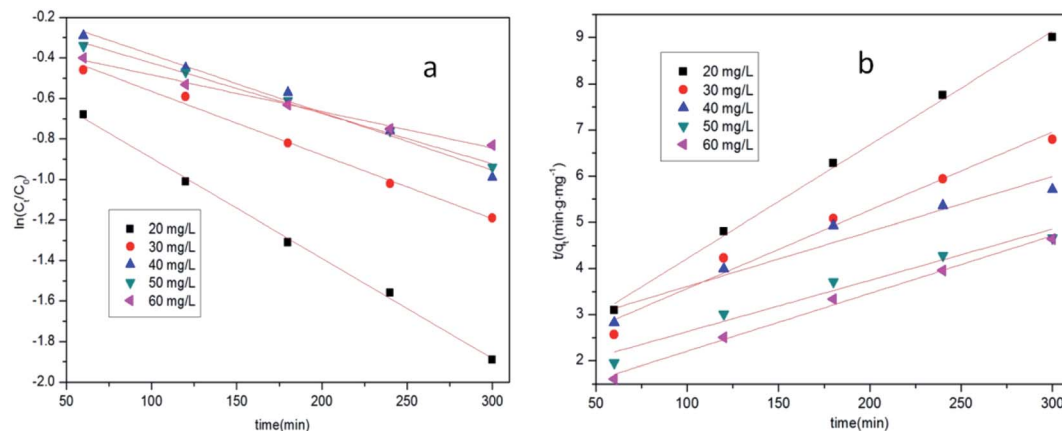 -0.2
-0.4
-0.6
-0.8
-1.0
-1.2
-1.4
-1.6
-1.8
-2.0
ln(Ct/C0)
a
20 mg/L
30 mg/L
40 mg/L
50 mg/L
60 mg/L
50 100 150 200 250 300
time(min)
9
8
7
6
5
4
3
2
t/qt(min·g·mg⁻¹)
b
20 mg/L
30 mg/L
40 mg/L
50 mg/L
60 mg/L
50 100 150 200 250 300
time(min)